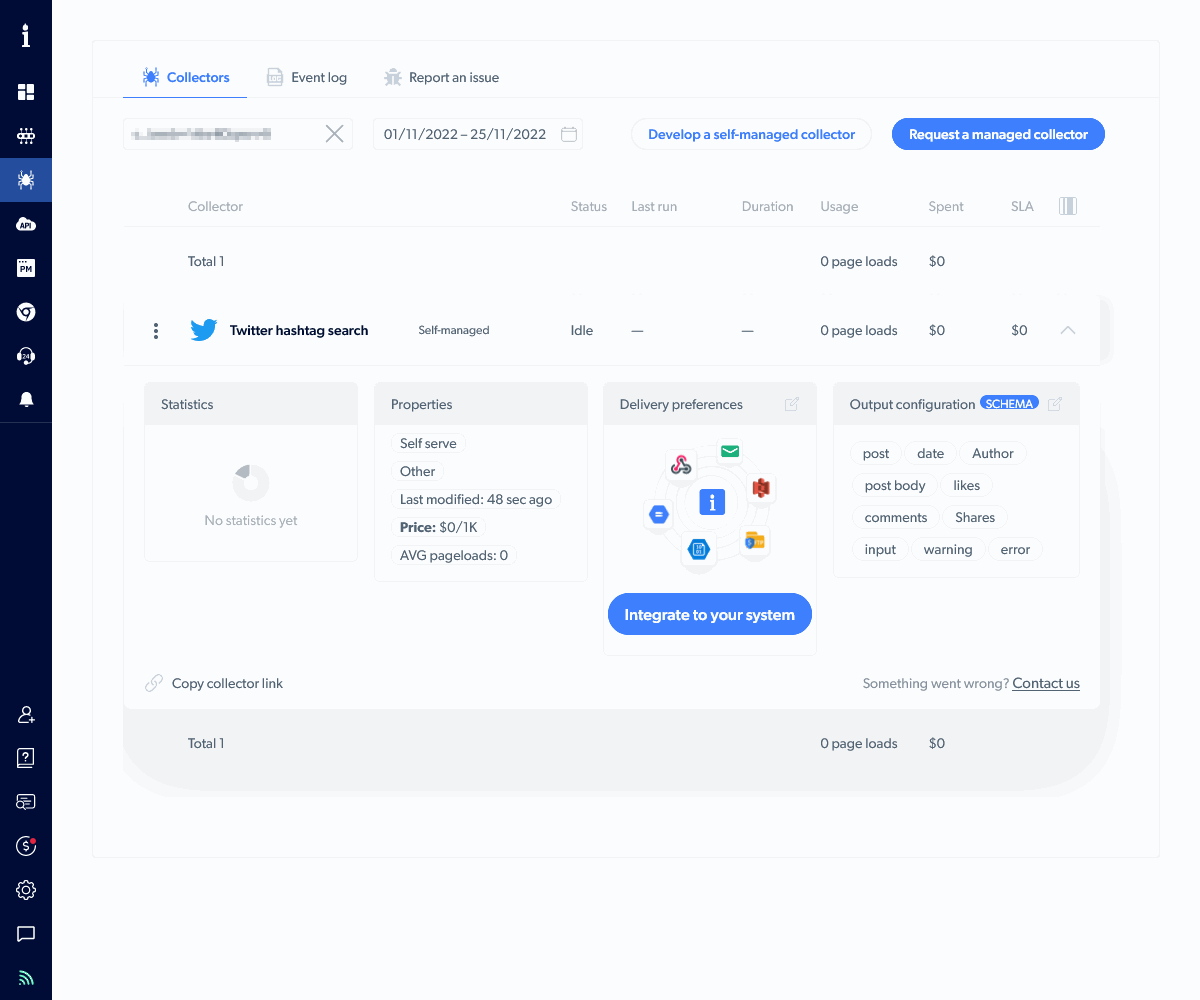 i
Collectors
LOG
Event log
Report an issue
01/11/2022 – 25/11/2022
Develop a self-managed collector
Request a managed collector
Collector Status Last run Duration Usage Spent SLA
API
Total 1 0 page loads $0
PM
Twitter hashtag search Self-managed Idle — — 0 page loads $0 $0
24
Statistics
No statistics yet
Properties
Self serve
Other
Last modified: 48 sec ago
Price: $0/1K
AVG pageloads: 0
Delivery preferences
i
FTP
Integrate to your system
Output configuration SCHEMA
post date Author
post body likes
comments Shares
input warning error
Copy collector link
Something went wrong? Contact us
Total 1 0 page loads $0